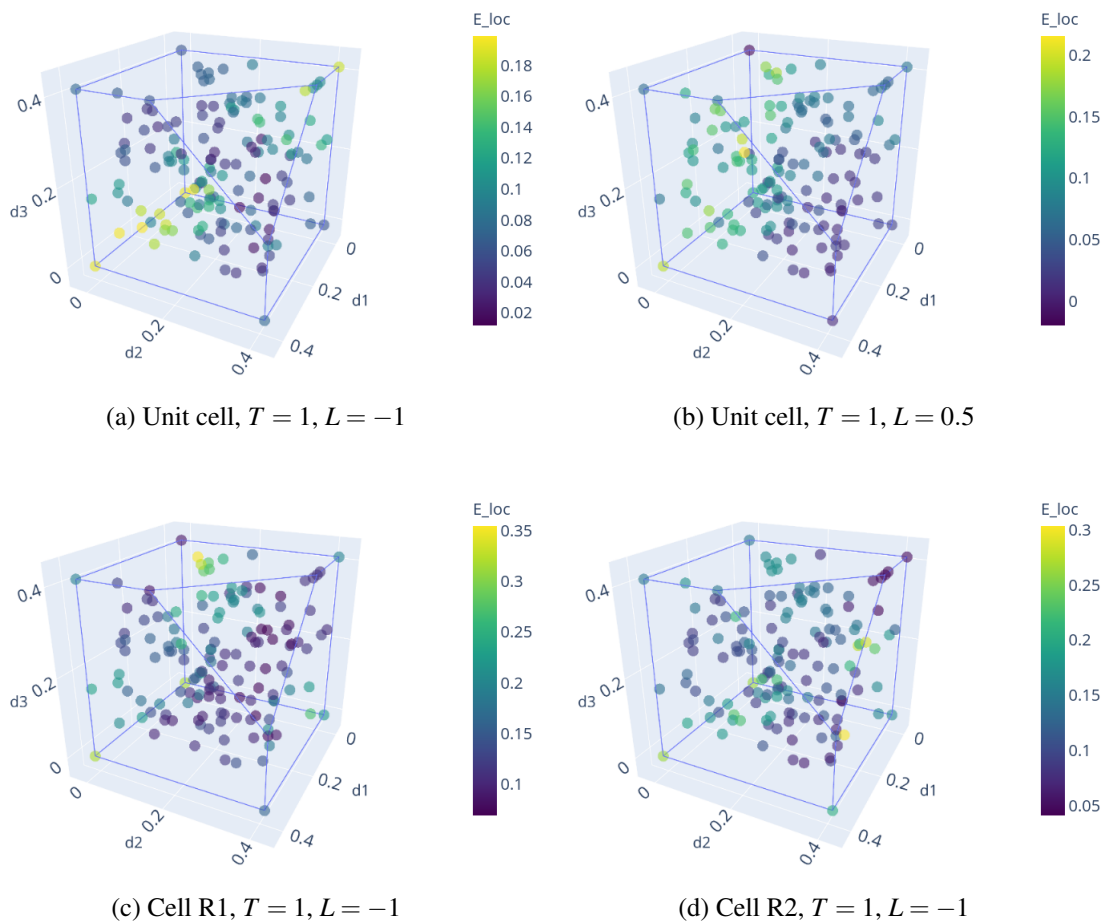 E_loc
0.4
0.18
0.16
0.14
0.2
0.12
d3
0.1
0.08
0
0.06
0
0.2
d1
0.04
0.2
d2
0.4
0.4
0.02
(a) Unit cell, T = 1, L = −1
E_loc
0.4
0.2
0.15
0.2
0.1
d3
0
0.05
0
0.2
d1
0.2
d2
0.4
0.4
0
(b) Unit cell, T = 1, L = 0.5
E_loc
0.4
0.35
0.3
0.25
0.2
d3
0.2
0
0.15
0
0.2
d1
0.1
0.2
d2
0.4
0.4
(c) Cell R1, T = 1, L = −1
E_loc
0.4
0.3
0.25
0.2
0.2
d3
0.15
0
0.1
0
0.2
d1
0.05
0.2
d2
0.4
0.4
(d) Cell R2, T = 1, L = −1